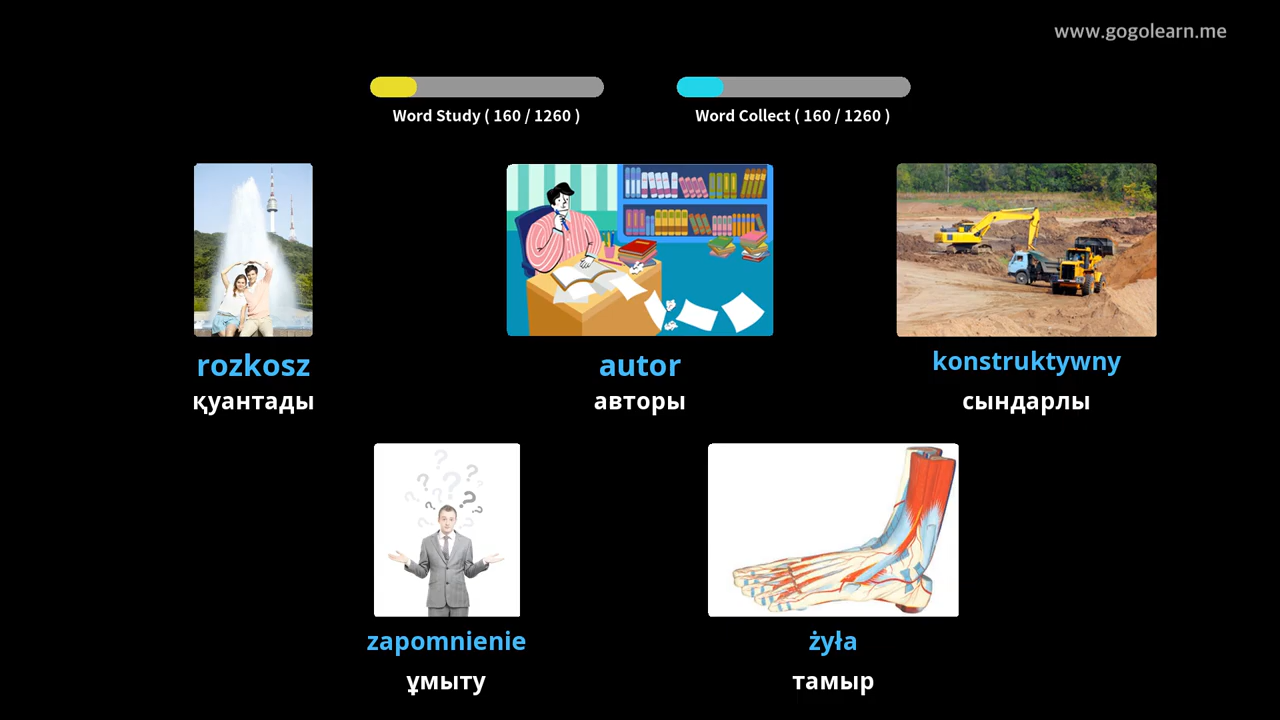 www.gogolearn.me
Word Study ( 160 / 1260 )
Word Collect ( 160 / 1260 )
rozkosz
қуантады
autor
авторы
konstruktywny
сындарлы
zapomnienie
ұмыту
żyła
тамыр